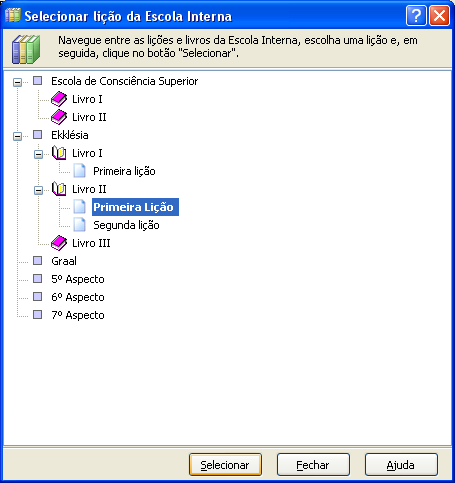 Selecionar lição da Escola Interna
Navegue entre as lições e livros da Escola Interna, escolha uma lição e, em
seguida, clique no botão "Selecionar".
Escola de Consciência Superior
Livro I
Livro II
Ekklésia
Livro I
Primeira lição
Livro II
Primeira Lição
Segunda lição
Livro III
Graal
5º Aspecto
6º Aspecto
7º Aspecto
Selecionar
Fechar
Ajuda